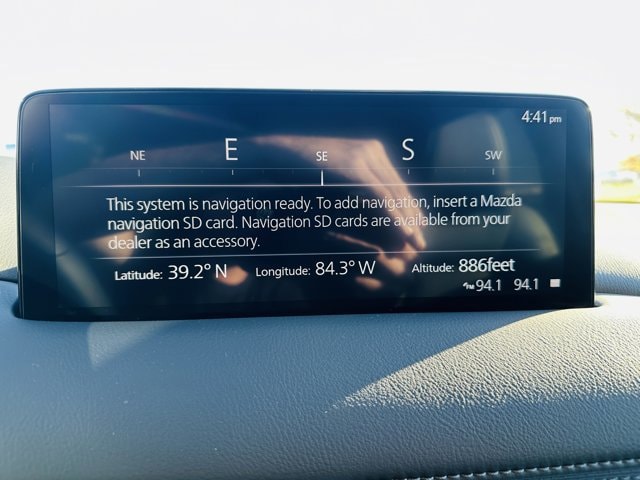 4:41 pm
NE E SE S SW
This system is navigation ready. To add navigation, insert a Mazda
navigation SD card. Navigation SD cards are available from your
dealer as an accessory.
Latitude: 39.2° N Longitude: 84.3° W Altitude: 886feet
FM 94.1 94.1